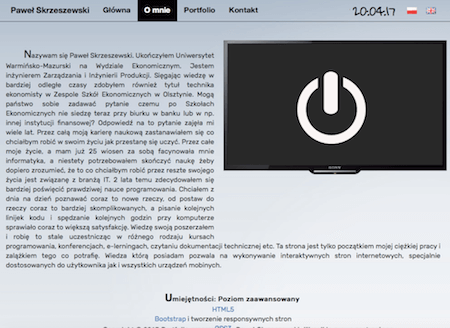 Paweł Skrzeszewski Główna O mnie Portfolio Kontakt 20:04:17
Nazywam się Paweł Skrzeszewski. Ukończyłem Uniwersytet
Warmińsko-Mazurski na Wydziale Ekonomicznym. Jestem
inżynierem Zarządzania i Inżynierii Produkcji. Sięgając wiedzę w
bardziej odległe czasy zdobyłem również tytuł technika
ekonomisty w Zespole Szkół Ekonomicznych w Olsztynie. Mogą
państwo sobie zadawać pytanie czemu po Szkołach
Ekonomicznych nie siedzę teraz przy biurku w banku lub w np.
innej instytucji finansowej? Odpowiedź na to pytanie zajęła mi
wiele lat. Przez całą moją karierę naukową zastanawiałem się co
chciałbym robić w swoim życiu jak przestanę się uczyć. Przez całe
moje życie, a mam już 25 wiosen za sobą facynowała mnie
informatyka, a niestety potrzebowałem skończyć naukę żeby
dopiero zrozumieć, że to co chciałbym robić przez resztę swojego
życia jest związanę z branżą IT. 2 lata temu zdecydowałem się
bardziej poświęcić prawdziwej nauce programowania. Chciałem z
dnia na dzień poznawać coraz to nowe rzeczy, od postaw do
rzeczy coraz to bardziej skomplikowanych, a pisanie kolejnych
linijek kodu i spędzanie kolejnych godzin przy komputerze
sprawiało coraz to większą satysfakcję. Wiedzę swoją poszerzałem
i robię to stale uczestnicząc w różnego rodzaju kursach
programowania, konferencjach, e-lerningach, czytaniu dokumentacji technicznej etc. Ta strona jest tylko początkiem mojej ciężkiej pracy i
zalążkiem tego co potrafię. Wiedza którą posiadam pozwala na wykonywanie interaktywnych stron internetowych, specjalnie
dostosowanych do użytkownika jak i wszystkich urządzeń mobinych.
SONY
Umiejętności: Poziom zaawansowany
HTML5
Bootstrap i tworzenie responsywnych stron